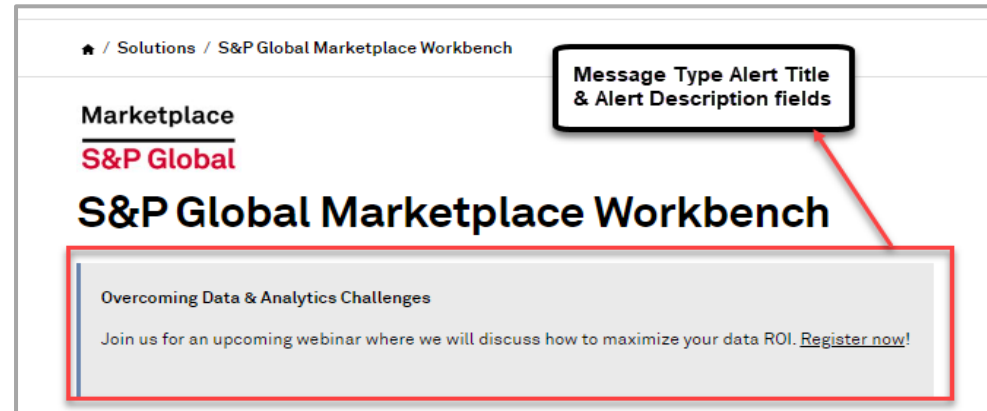 / Solutions / S&P Global Marketplace Workbench
Message Type Alert Title
& Alert Description fields
Marketplace
S&P Global
S&P Global Marketplace Workbench
Overcoming Data & Analytics Challenges
Join us for an upcoming webinar where we will discuss how to maximize your data ROI. Register now!